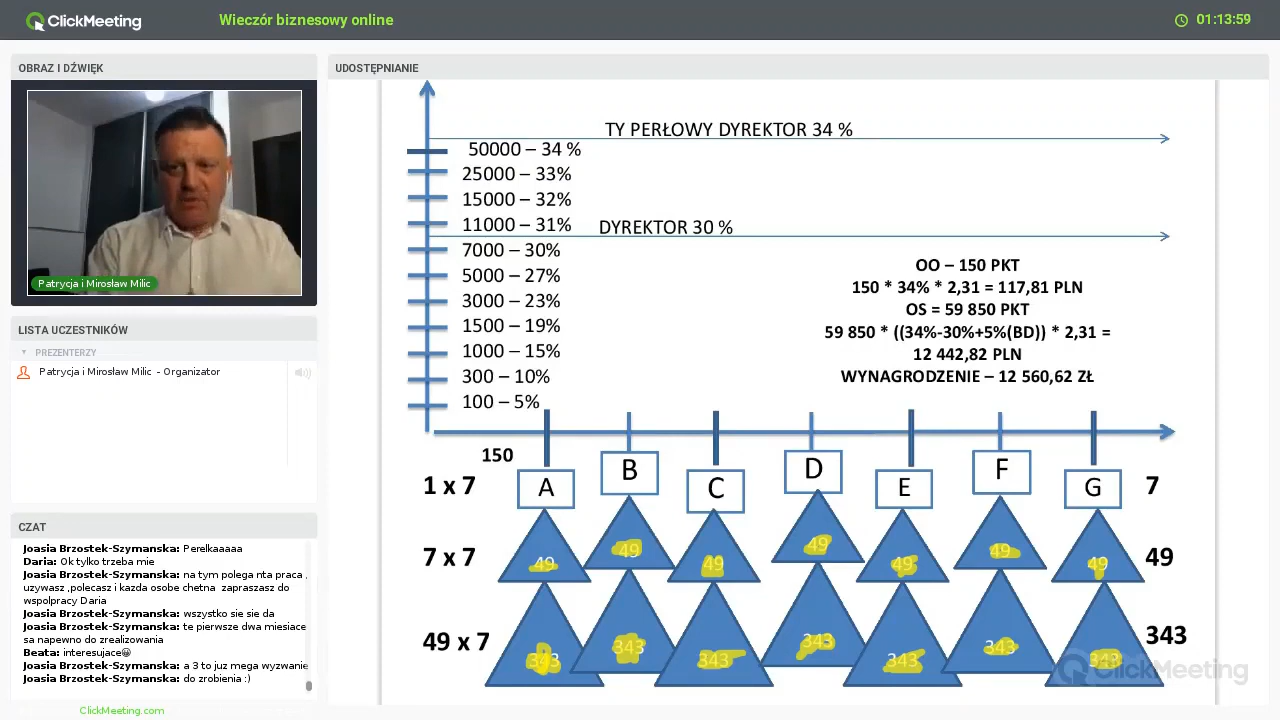 ClickMeeting
Wieczór biznesowy online
01:13:59
OBRAZ I DŹWIĘK
Patrycja i Mirosław Milic
LISTA UCZESTNIKÓW
PREZENTERZY
Patrycja i Mirosław Milic - Organizator
CZAT
Joasia Brzostek-Szymanska: Perelkaaaaa
Daria: Ok tylko trzeba mie
Joasia Brzostek-Szymanska: na tym polega nta praca ,
uzywasz ,polecasz i kazda osobe chetna zapraszasz do
wspolpracy Daria
Joasia Brzostek-Szymanska: wszystko sie sie da
Joasia Brzostek-Szymanska: te pierwsze dwa miesiace
sa napewno do zrealizowania
Beata: interesujace😀
Joasia Brzostek-Szymanska: a 3 to juz mega wyzwanie
Joasia Brzostek-Szymanska: do zrobienia :)
ClickMeeting.com
UDOSTĘPNIANIE
TY PERŁOWY DYREKTOR 34 %
50000 – 34 %
25000 – 33%
15000 – 32%
11000 – 31%
DYREKTOR 30 %
7000 – 30%
5000 – 27%
3000 – 23%
1500 – 19%
1000 – 15%
300 – 10%
100 – 5%
OO – 150 PKT
150 * 34% * 2,31 = 117,81 PLN
OS = 59 850 PKT
59 850 * ((34%-30%+5%(BD)) * 2,31 =
12 442,82 PLN
WYNAGRODZENIE – 12 560,62 ZŁ
150
1 x 7
A
B
C
D
E
F
G
7
7 x 7
49
49
49
49
49
49
49
49
49 x 7
343
343
343
343
343
343
343
343
ClickMeeting